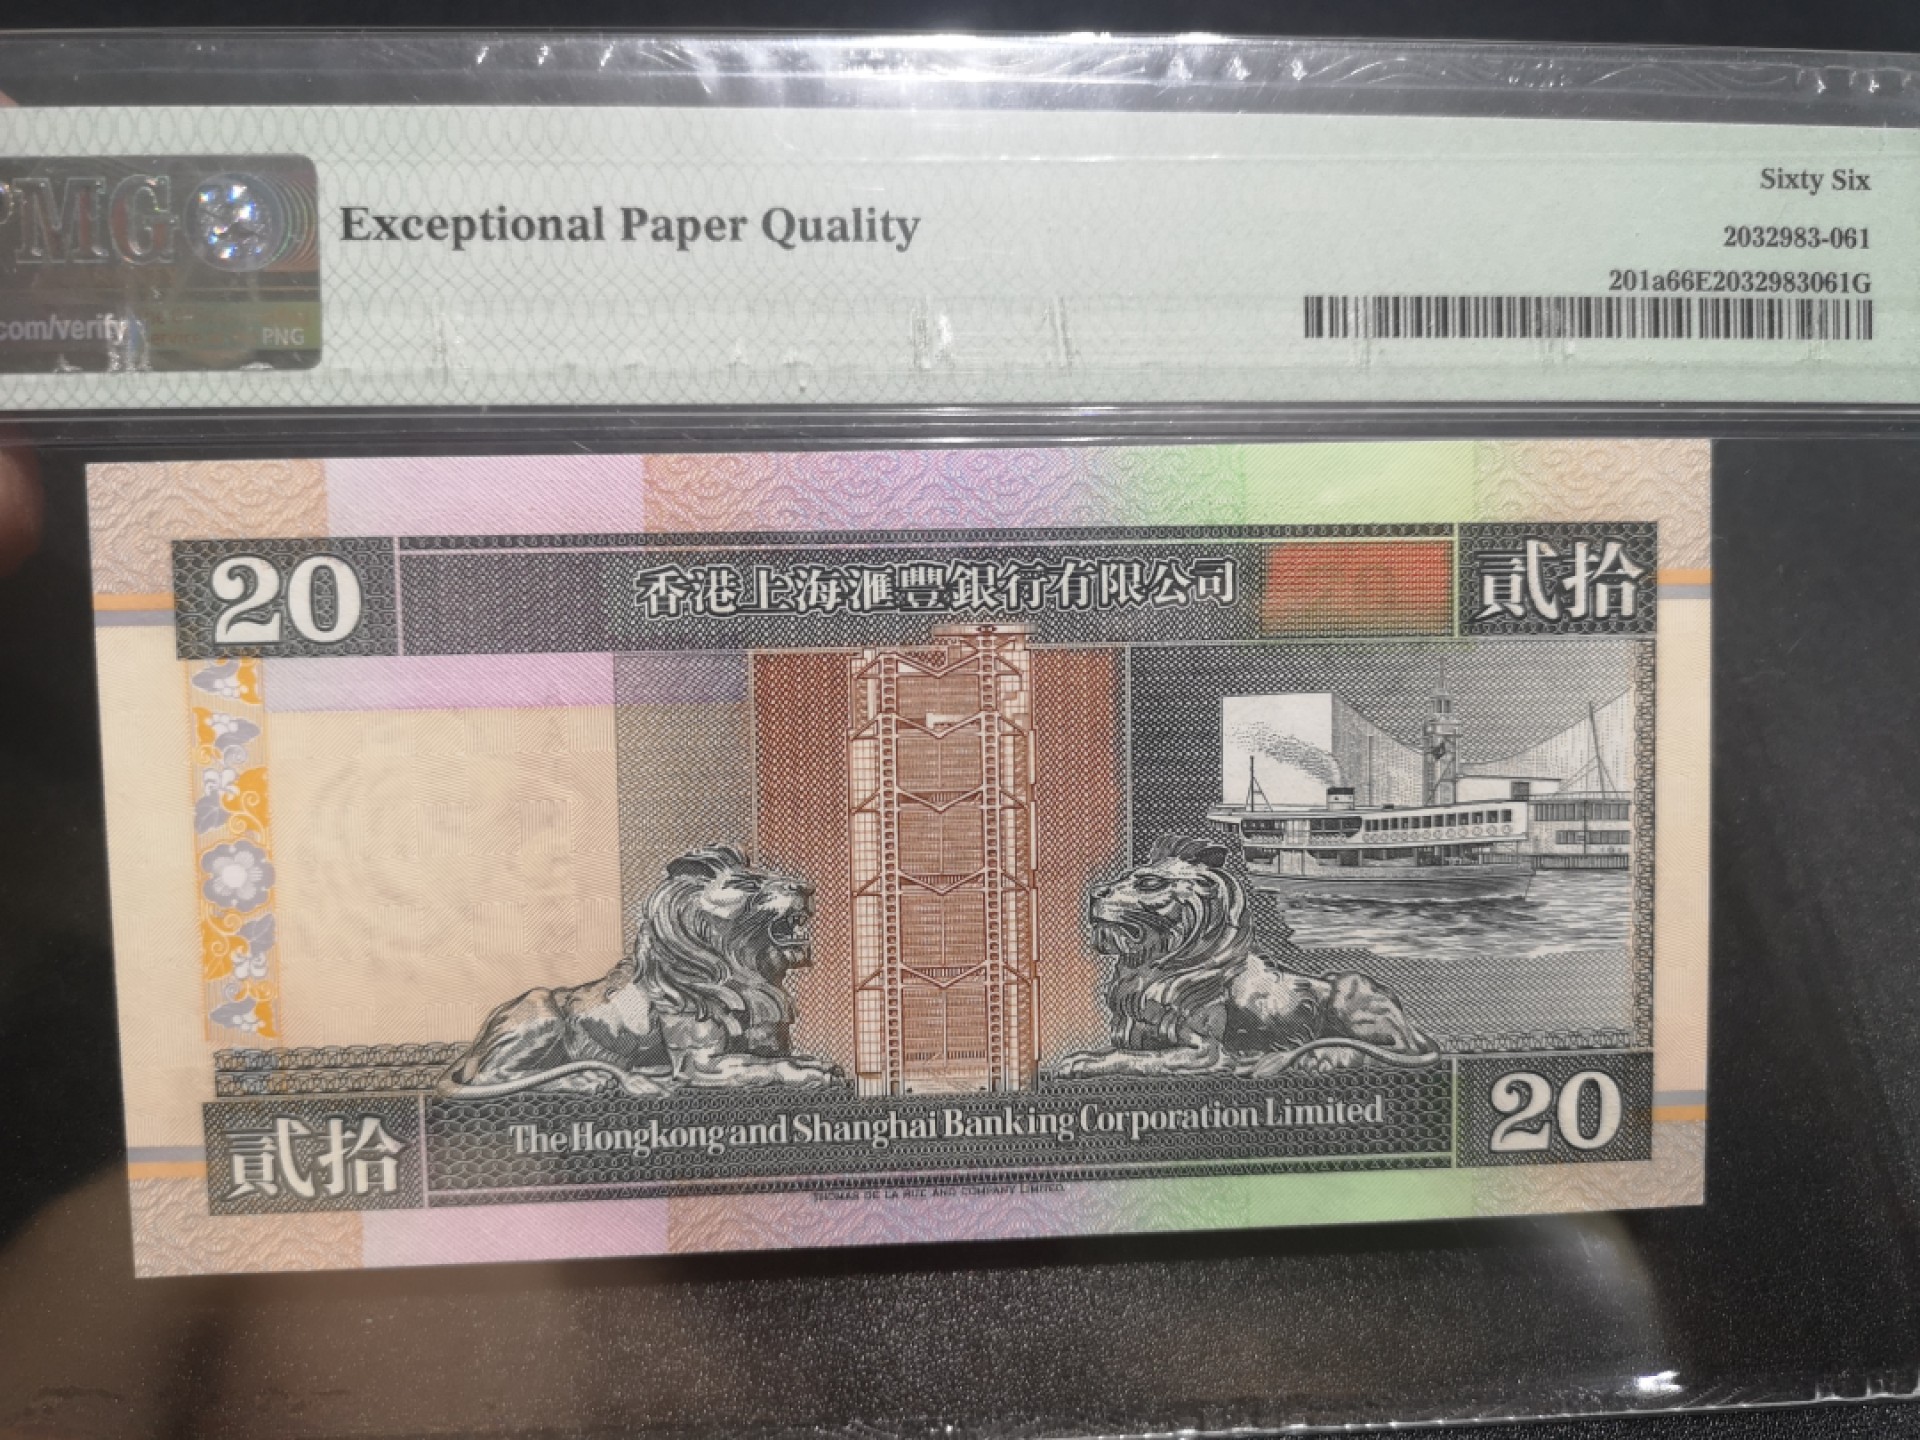 Sixty Six
PMG
Exceptional Paper Quality
2032983-061
201a66E2032983061G
.com/verify
PNG
20
香港上海滙豐銀行有限公司
貳拾
貳拾
The Hongkong and Shanghai Banking Corporation Limited
20
THOMAS DE LA RUE AND COMPANY LIMITED